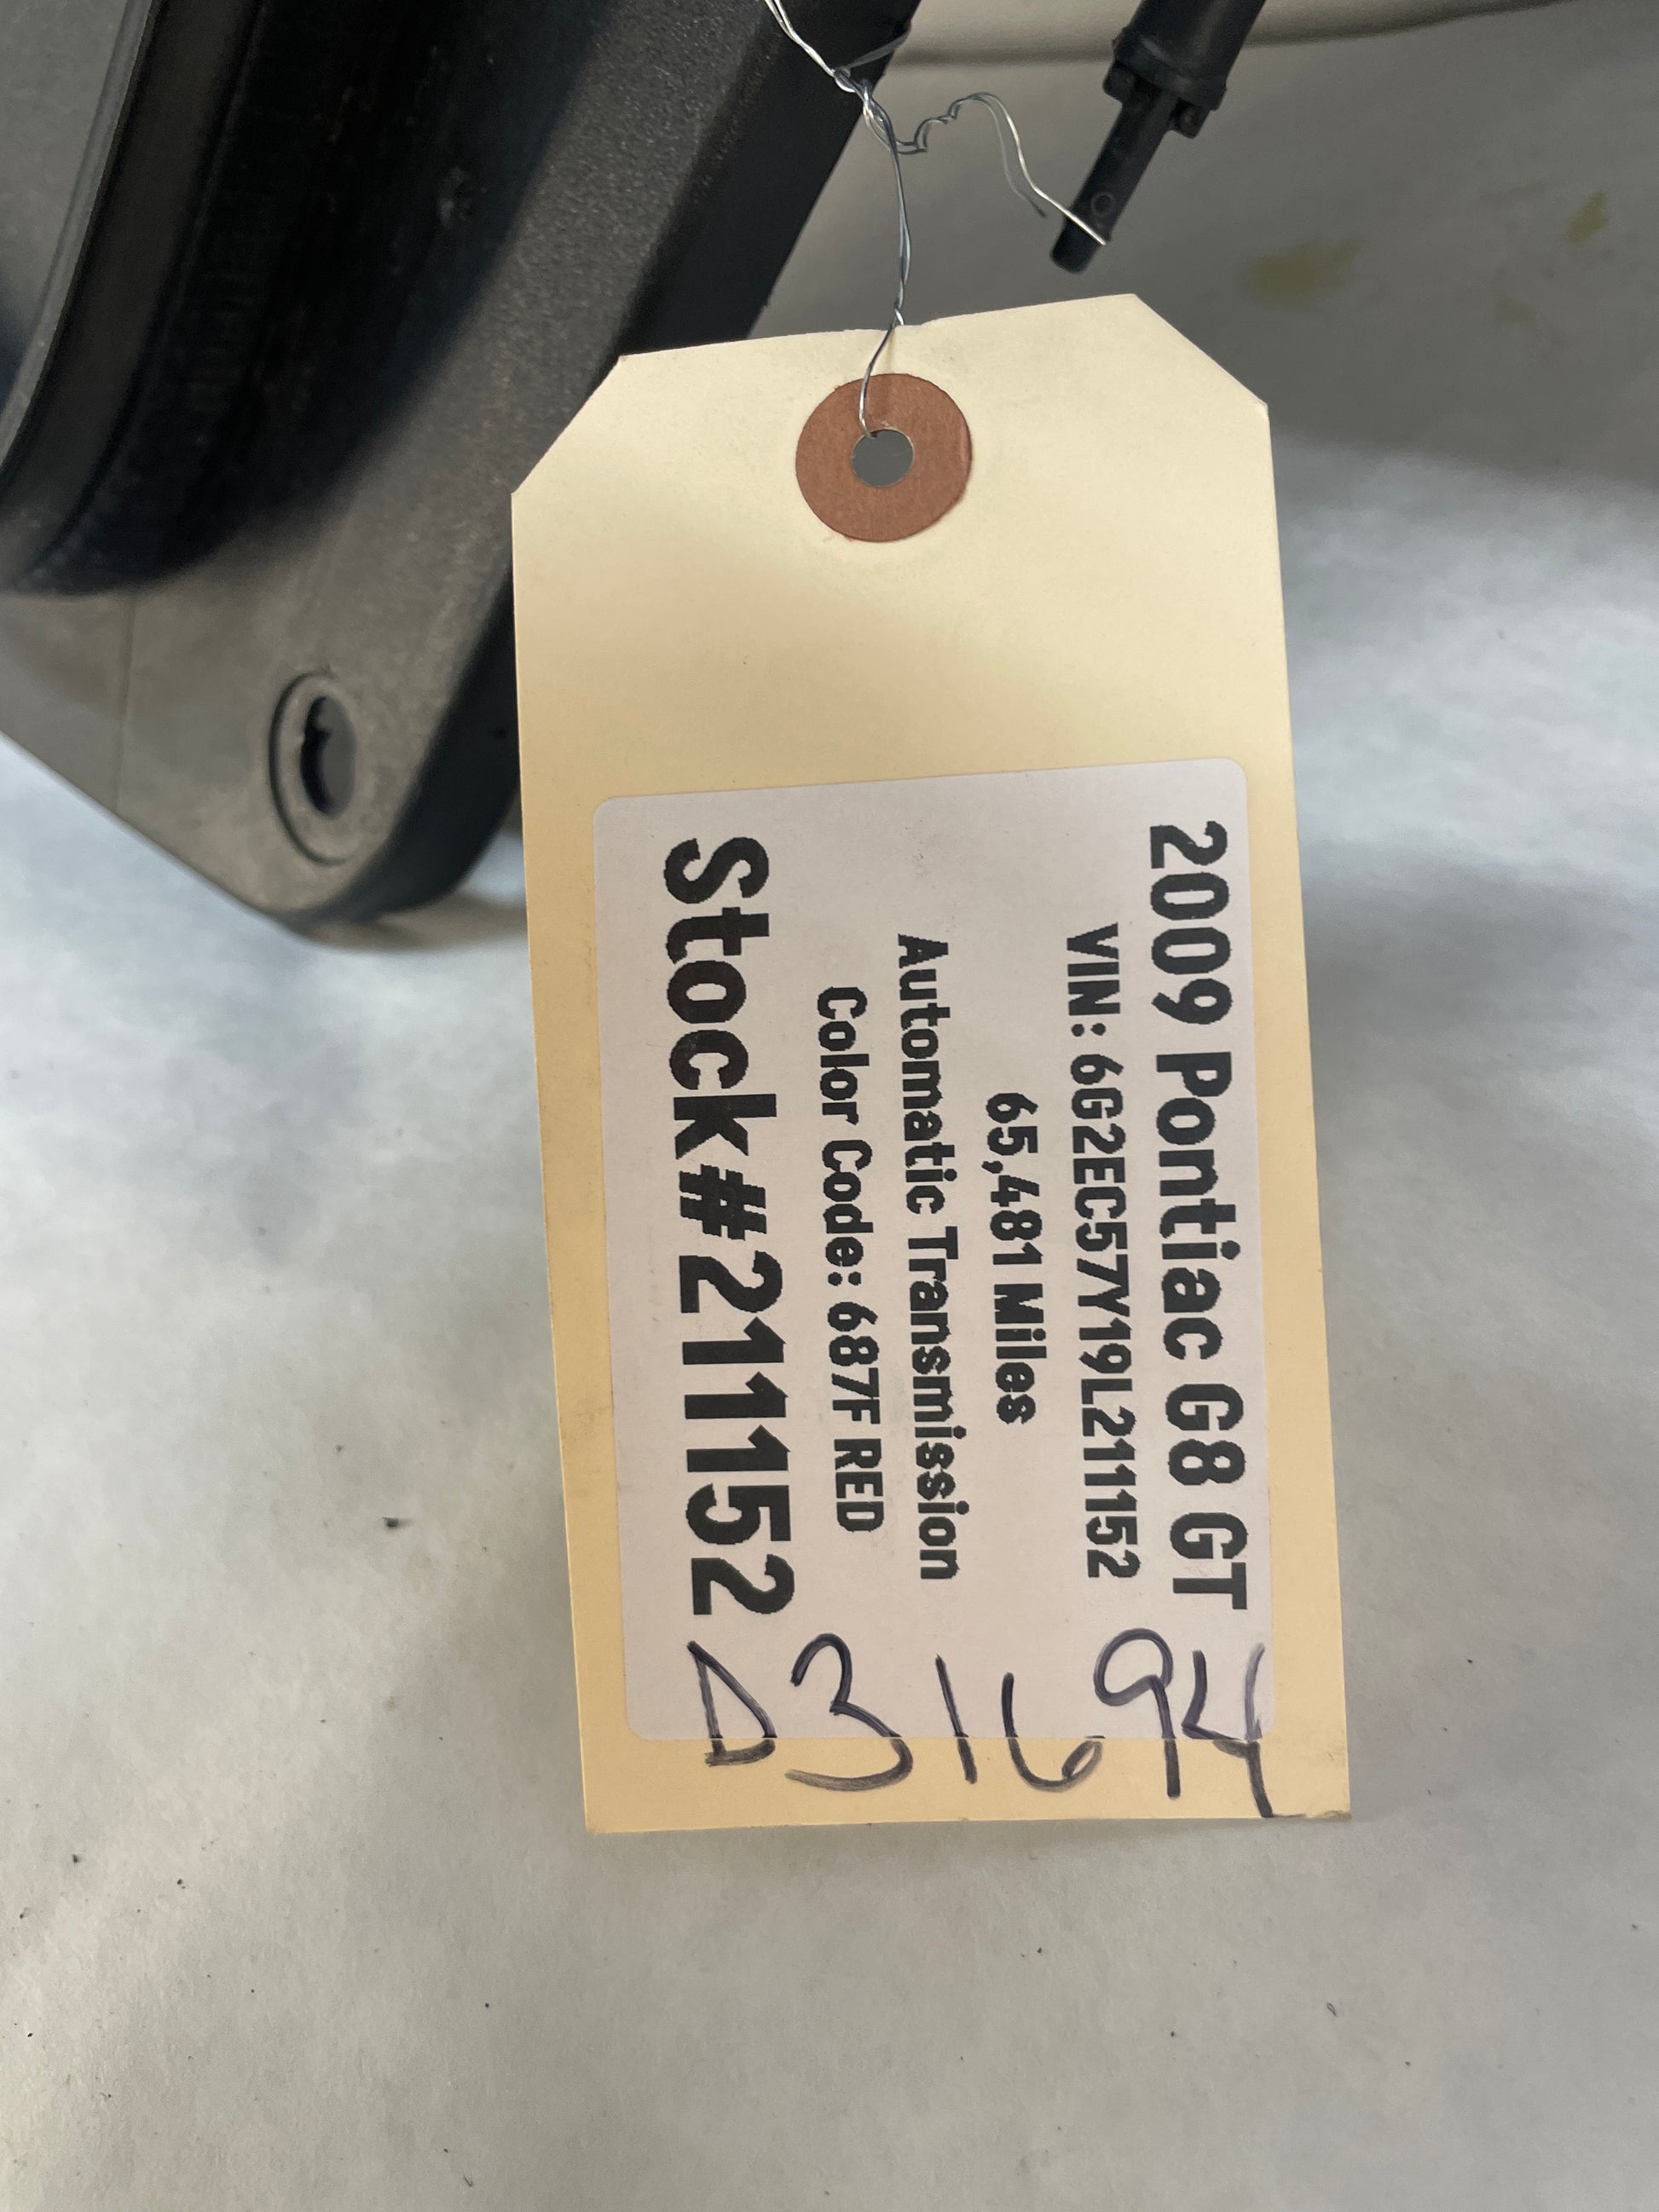 2009 Pontiac G8 GT
VIN: 6G2EC57Y19L211152
65,481 Miles
Automatic Transmission
Color Code: 687F RED
Stock#211152
D31694